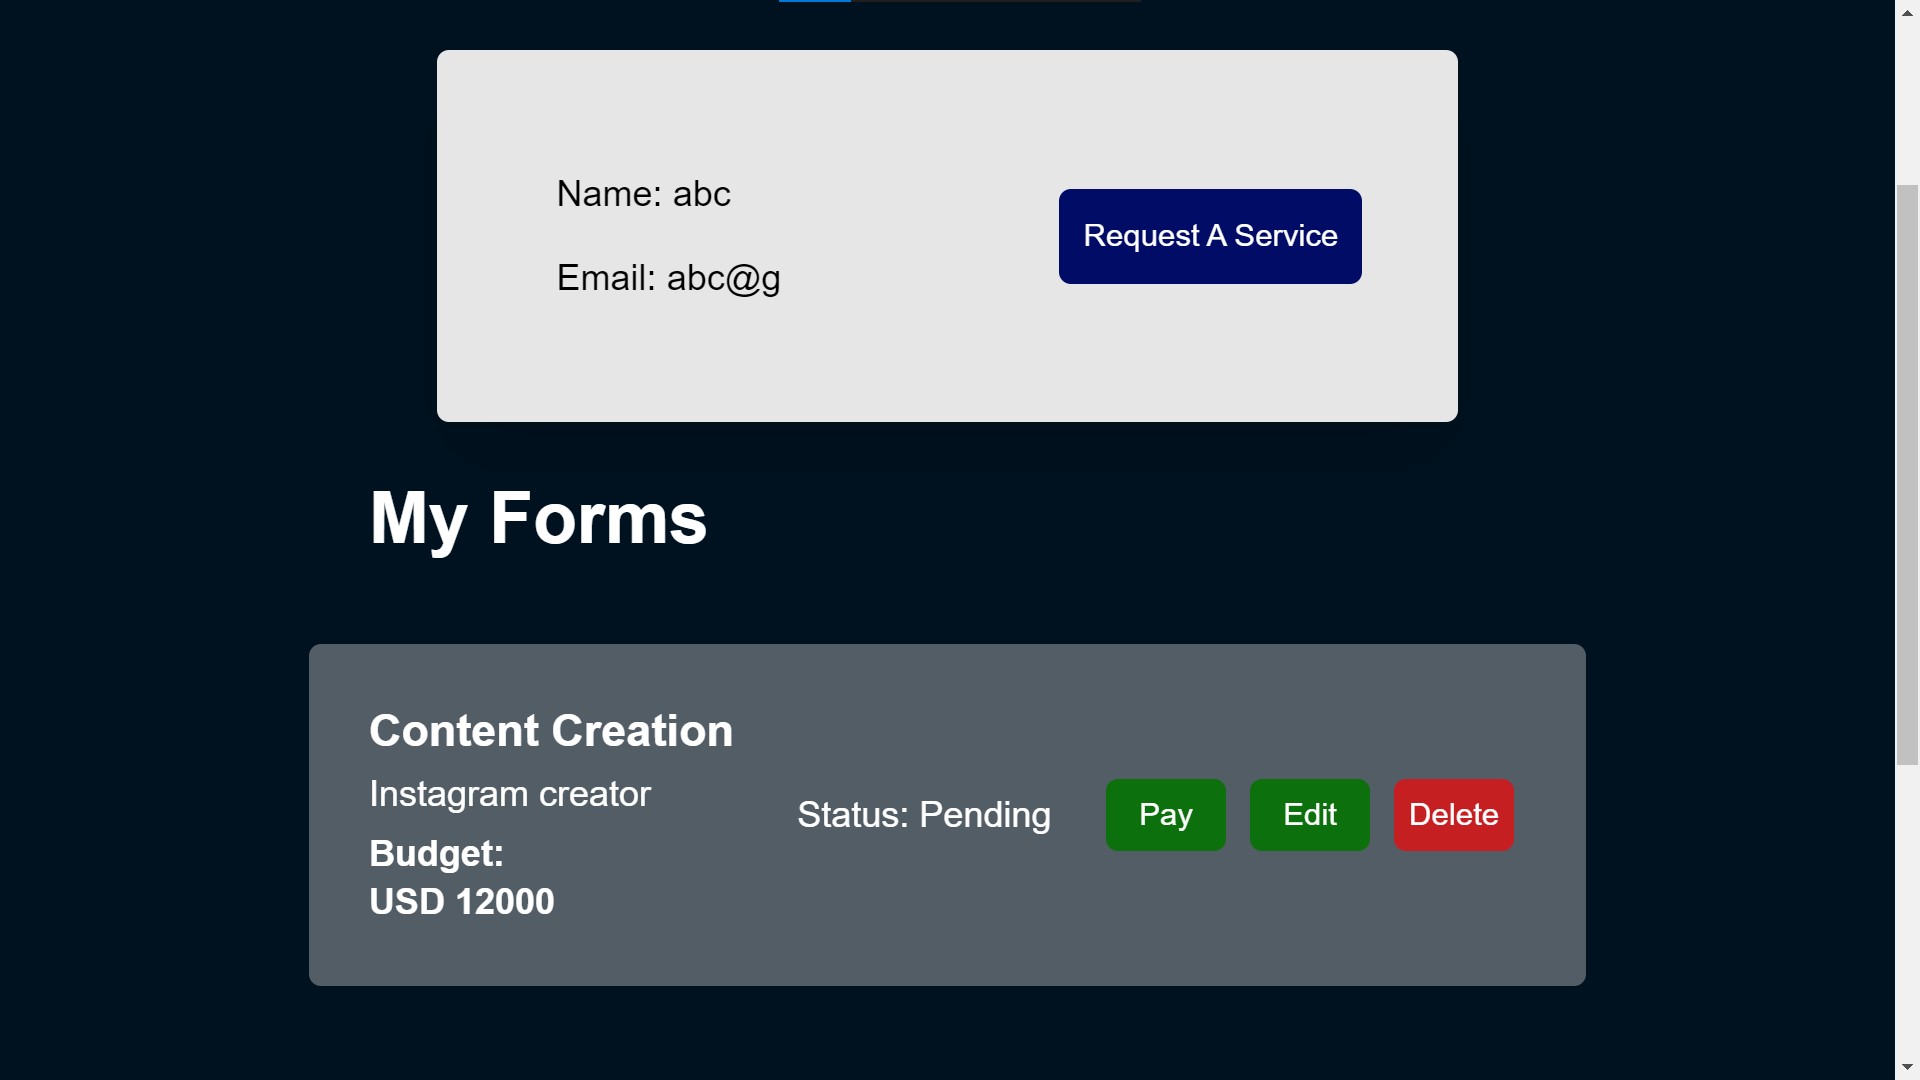 Name: abc
Request A Service
Email: abc@g
My Forms
Content Creation
Instagram creator
Budget:
USD 12000
Status: Pending
Pay
Edit
Delete